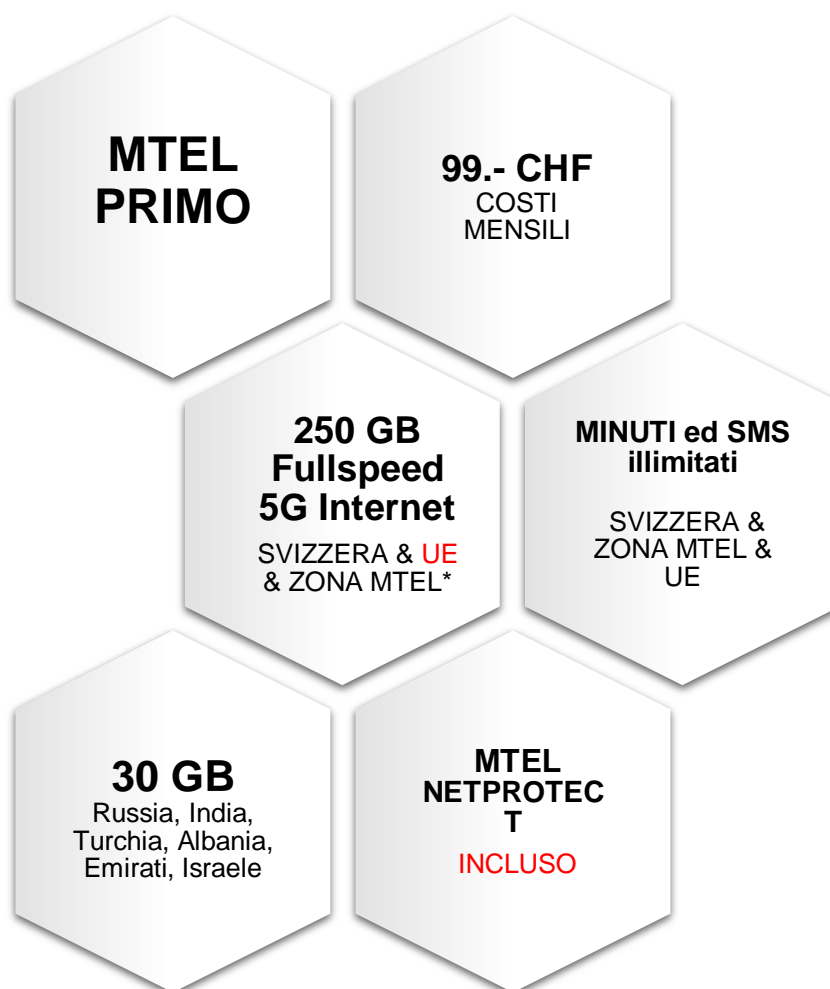 MTEL
PRIMO
99.- CHF
COSTI
MENSILI
250 GB
Fullspeed
5G Internet
SVIZZERA & UE
& ZONA MTEL*
MINUTI ed SMS
illimitati
SVIZZERA &
ZONA MTEL &
UE
30 GB
Russia, India,
Turchia, Albania,
Emirati, Israele
MTEL
NETPROTEC
T
INCLUSO